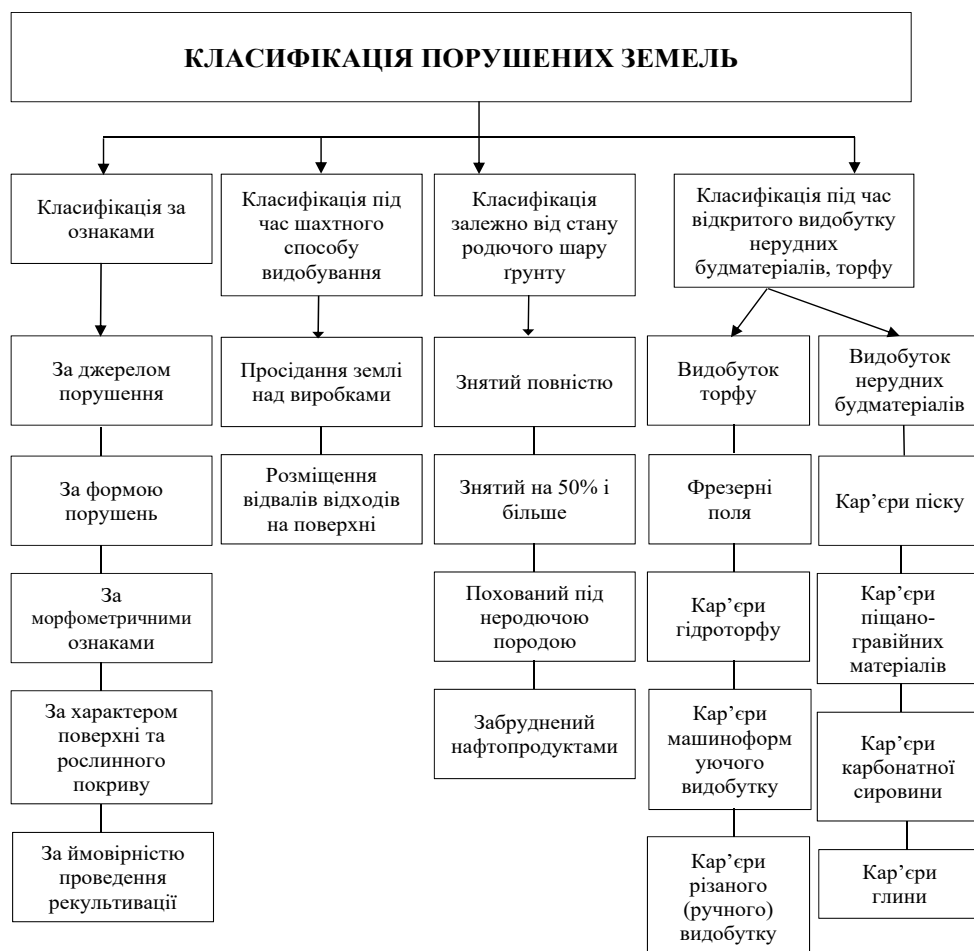 КЛАСИФІКАЦІЯ ПОРУШЕНИХ ЗЕМЕЛЬ
Класифікація за
ознаками
Класифікація під
час шахтного
способу
видобування
Класифікація
залежно від стану
родючого шару
ґрунту
Класифікація під час
відкритого видобутку
нерудних
будматеріалів, торфу
За джерелом
порушення
За формою
порушень
За
морфометричними
ознаками
За характером
поверхні та
рослинного
покриву
За ймовірністю
проведення
рекультивації
Просідання землі
над виробками
Розміщення
відвалів відходів
на поверхні
Знятий повністю
Знятий на 50% і
більше
Похований під
неродючою
породою
Забруднений
нафтопродуктами
Видобуток
торфу
Фрезерні
поля
Кар’єри
гідроторфу
Кар’єри
машиноформ
уючого
видобутку
Кар’єри
різаного
(ручного)
видобутку
Видобуток
нерудних
будматеріалів
Кар’єри піску
Кар’єри
піщано-
гравійних
матеріалів
Кар’єри
карбонатної
сировини
Кар’єри
глини